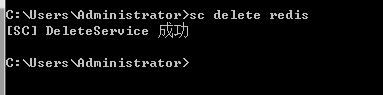 C:\Users\Administrator>sc delete redis
[SC] DeleteService 成功
C:\Users\Administrator>